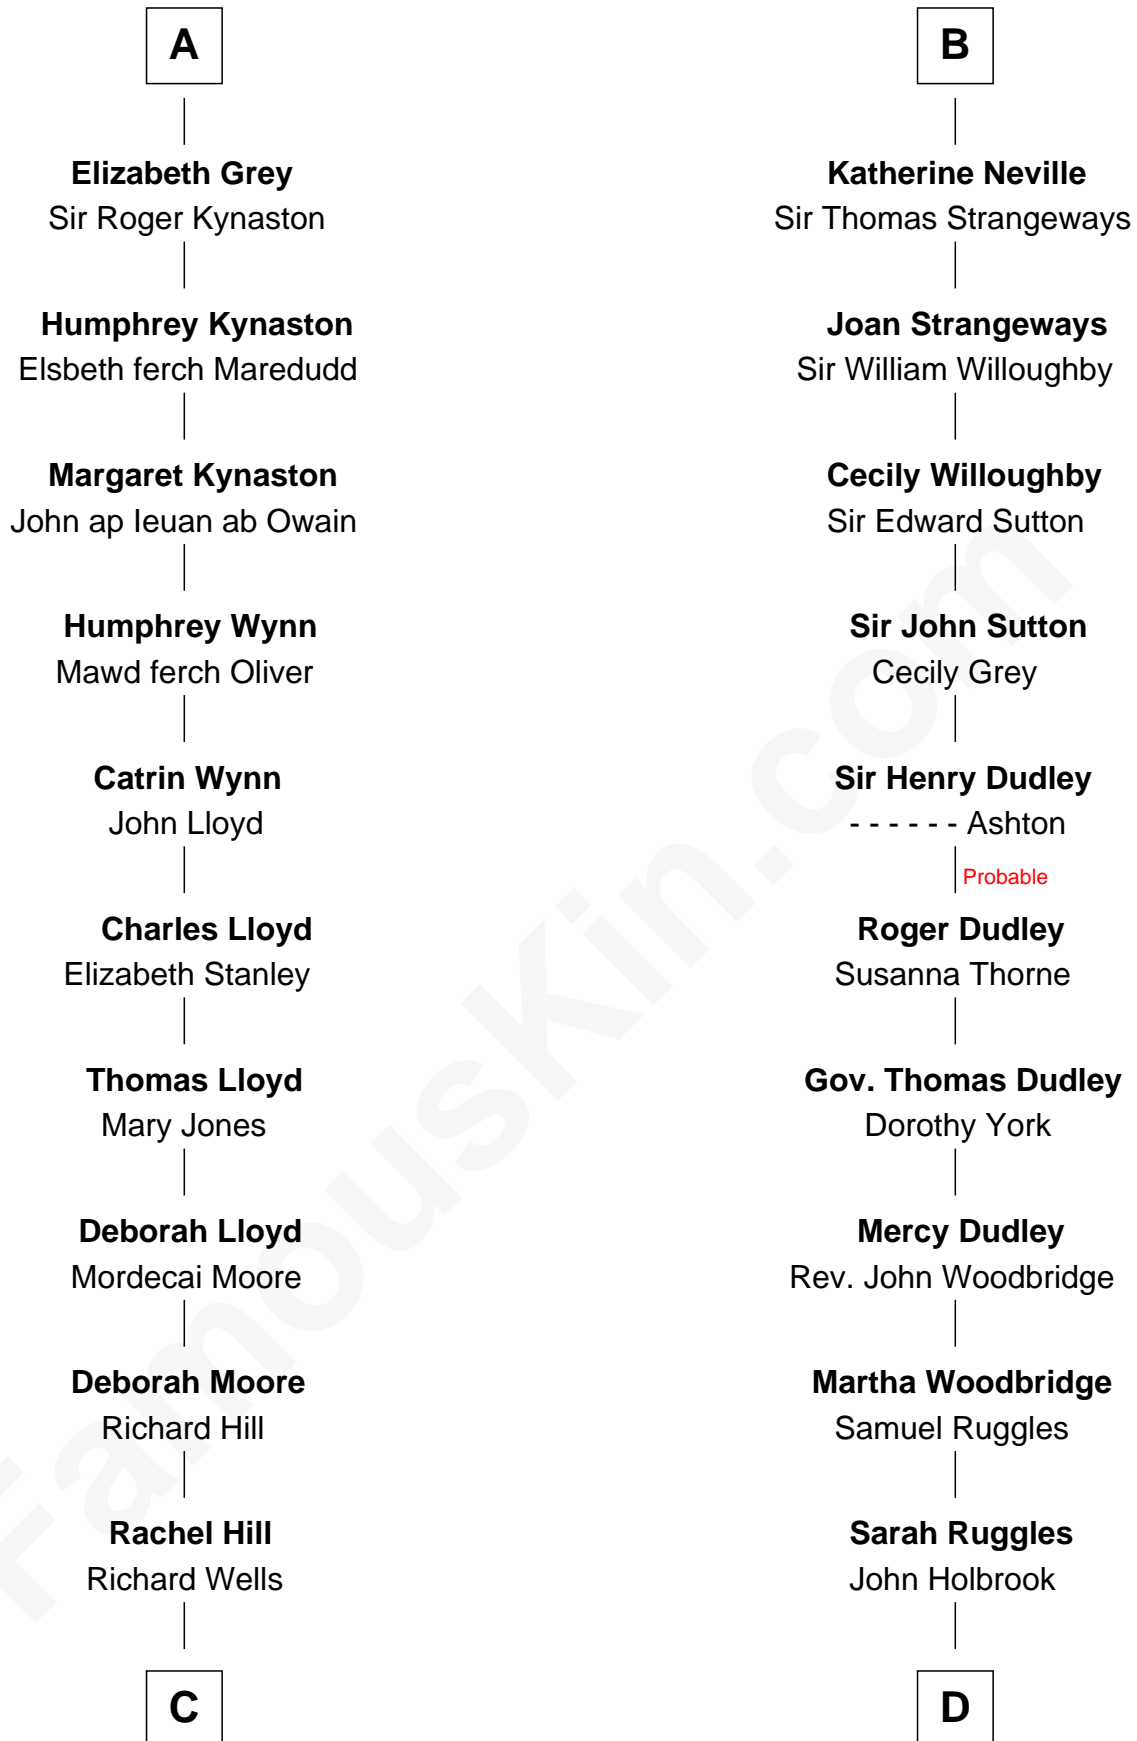 A
Elizabeth Grey
Sir Roger Kynaston
Humphrey Kynaston
Elsbeth ferch Maredudd
Margaret Kynaston
John ap Ieuan ab Owain
Humphrey Wynn
Mawd ferch Oliver
Catrin Wynn
John Lloyd
Charles Lloyd
Elizabeth Stanley
Thomas Lloyd
Mary Jones
Deborah Lloyd
Mordecai Moore
Deborah Moore
Richard Hill
Rachel Hill
Richard Wells
C
B
Katherine Neville
Sir Thomas Strangeways
Joan Strangeways
Sir William Willoughby
Cecily Willoughby
Sir Edward Sutton
Sir John Sutton
Cecily Grey
Sir Henry Dudley
- - - - - - Ashton
Probable
Roger Dudley
Susanna Thorne
Gov. Thomas Dudley
Dorothy York
Mercy Dudley
Rev. John Woodbridge
Martha Woodbridge
Samuel Ruggles
Sarah Ruggles
John Holbrook
D
FamousKin.com